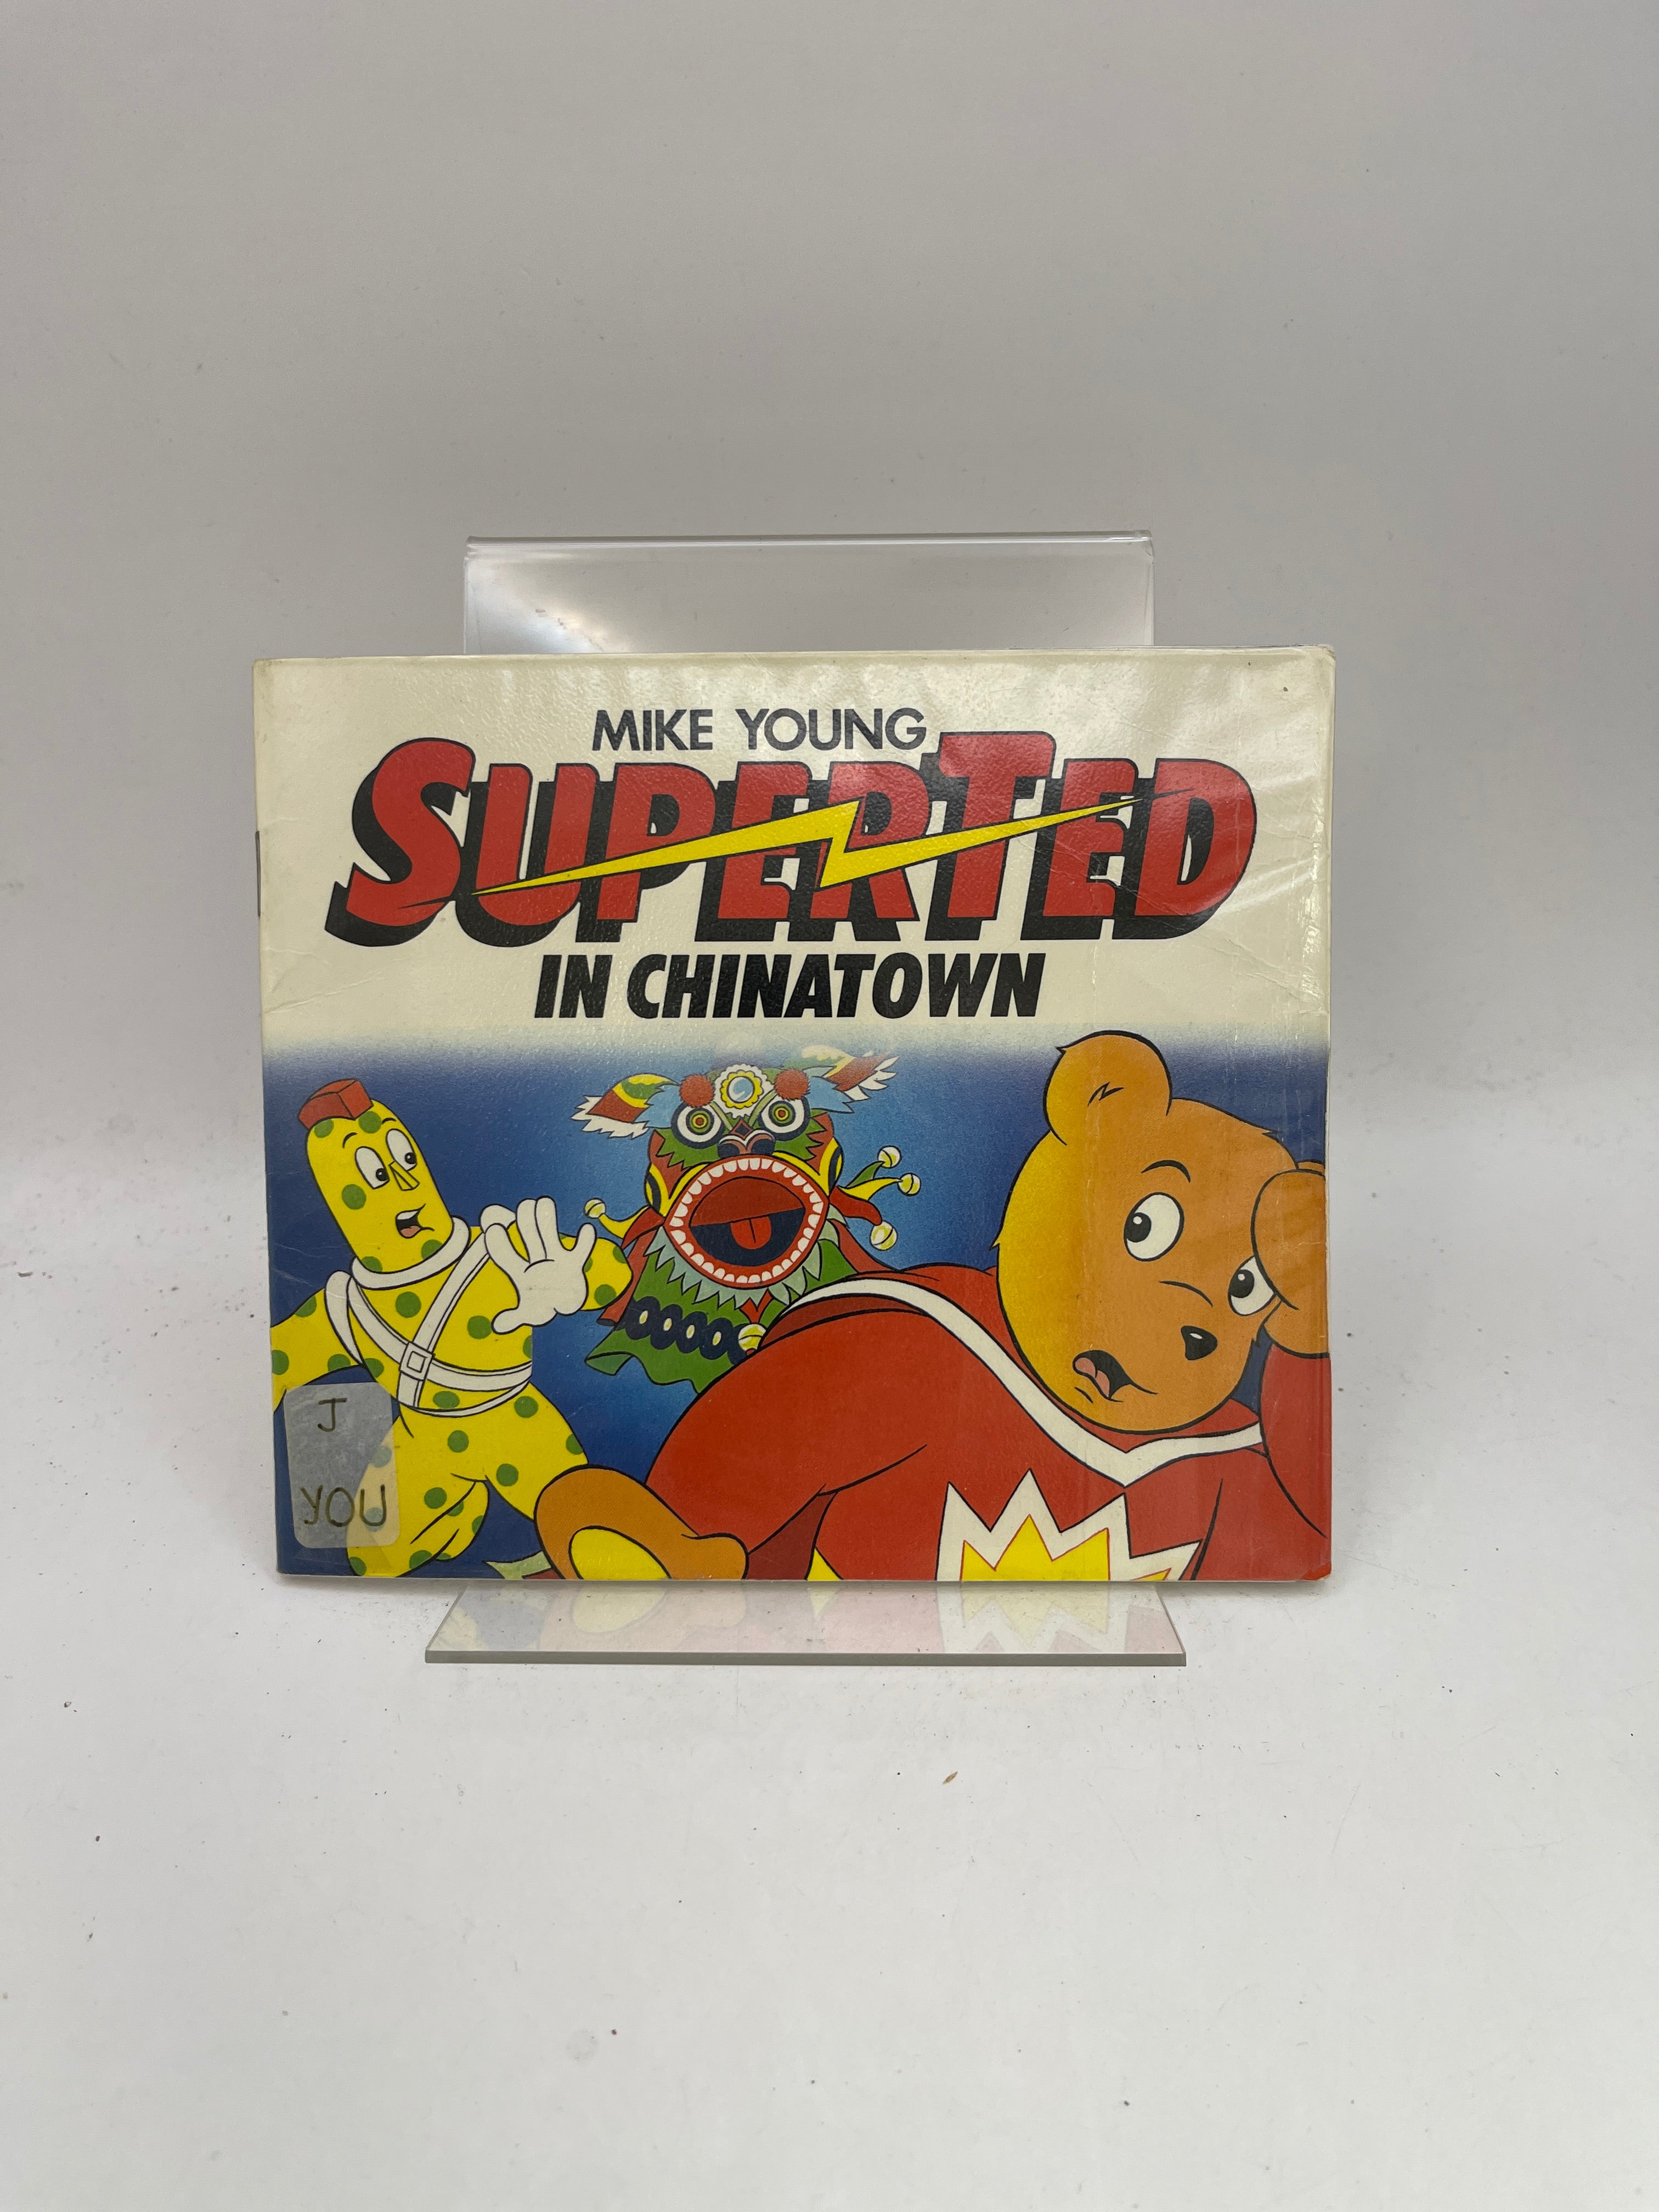 MIKE YOUNG
SUPERTED
IN CHINATOWN
J
YOU